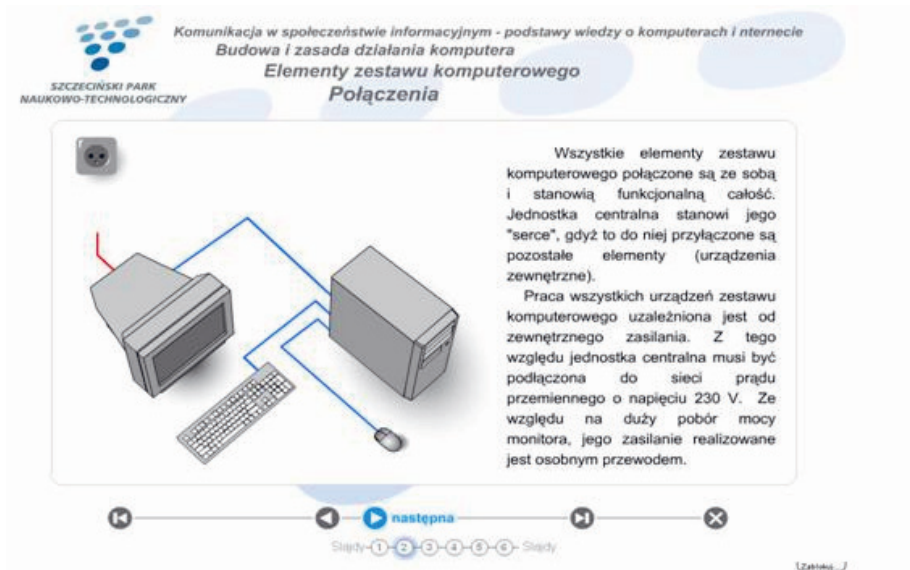 Komunikacja w społeczeństwie informacyjnym - podstawy wiedzy o komputerach i nternecie
Budowa i zasada działania komputera
Elementy zestawu komputerowego
Połączenia
SZCZECIŃSKI PARK
NAUKOWO-TECHNOLOGICZNY
Wszystkie elementy zestawu
komputerowego połączone są ze sobą
i stanowią funkcjonalną całość.
Jednostka centralna stanowi jego
"serce", gdyż to do niej przyłączone są
pozostałe elementy (urządzenia
zewnętrzne).
Praca wszystkich urządzeń zestawu
komputerowego uzależniona jest od
zewnętrznego zasilania. Z tego
względu jednostka centralna musi być
podłączona do sieci prądu
przemiennego o napięciu 230 V. Ze
względu na duży pobór mocy
monitora, jego zasilanie realizowane
jest osobnym przewodem.
następna
Slajdy 1 2 3 4 5 6 Slajdy